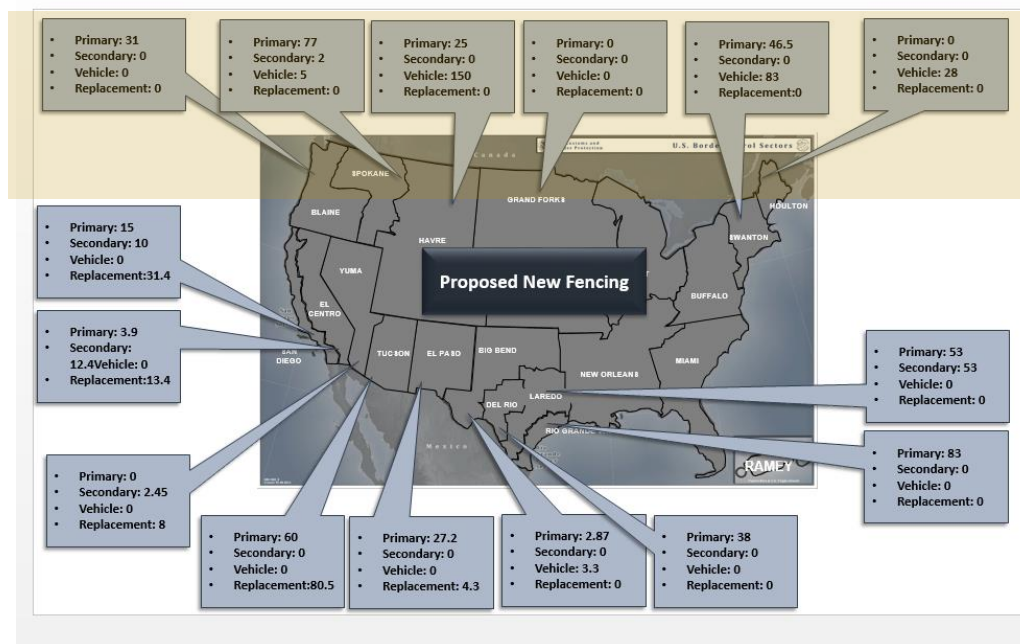 • Primary: 31
• Secondary: 0
• Vehicle: 0
• Replacement: 0
• Primary: 77
• Secondary: 2
• Vehicle: 5
• Replacement: 0
• Primary: 25
• Secondary: 0
• Vehicle: 150
• Replacement: 0
• Primary: 0
• Secondary: 0
• Vehicle: 0
• Replacement: 0
• Primary: 46.5
• Secondary: 0
• Vehicle: 83
• Replacement:0
• Primary: 0
• Secondary: 0
• Vehicle: 28
• Replacement: 0
Canada
U.S. Border Patrol Sectors
SPOKANE
BLAINE
HAVRE
GRAND FORKS
HOULTON
SWANTON
BUFFALO
YUMA
EL
CENTRO
SAN
DIEGO
TUCSON
EL PASO
BIG BEND
DEL RIO
LAREDO
RIO GRANDE
NEW ORLEANS
MIAMI
RAMEY
Mexico
Proposed New Fencing
• Primary: 15
• Secondary: 10
• Vehicle: 0
• Replacement:31.4
• Primary: 3.9
• Secondary:
12.4Vehicle: 0
• Replacement:13.4
• Primary: 53
• Secondary: 53
• Vehicle: 0
• Replacement: 0
• Primary: 0
• Secondary: 2.45
• Vehicle: 0
• Replacement: 8
• Primary: 83
• Secondary: 0
• Vehicle: 0
• Replacement: 0
• Primary: 60
• Secondary: 0
• Vehicle: 0
• Replacement:80.5
• Primary: 27.2
• Secondary: 0
• Vehicle: 0
• Replacement: 4.3
• Primary: 2.87
• Secondary: 0
• Vehicle: 3.3
• Replacement: 0
• Primary: 38
• Secondary: 0
• Vehicle: 0
• Replacement: 0